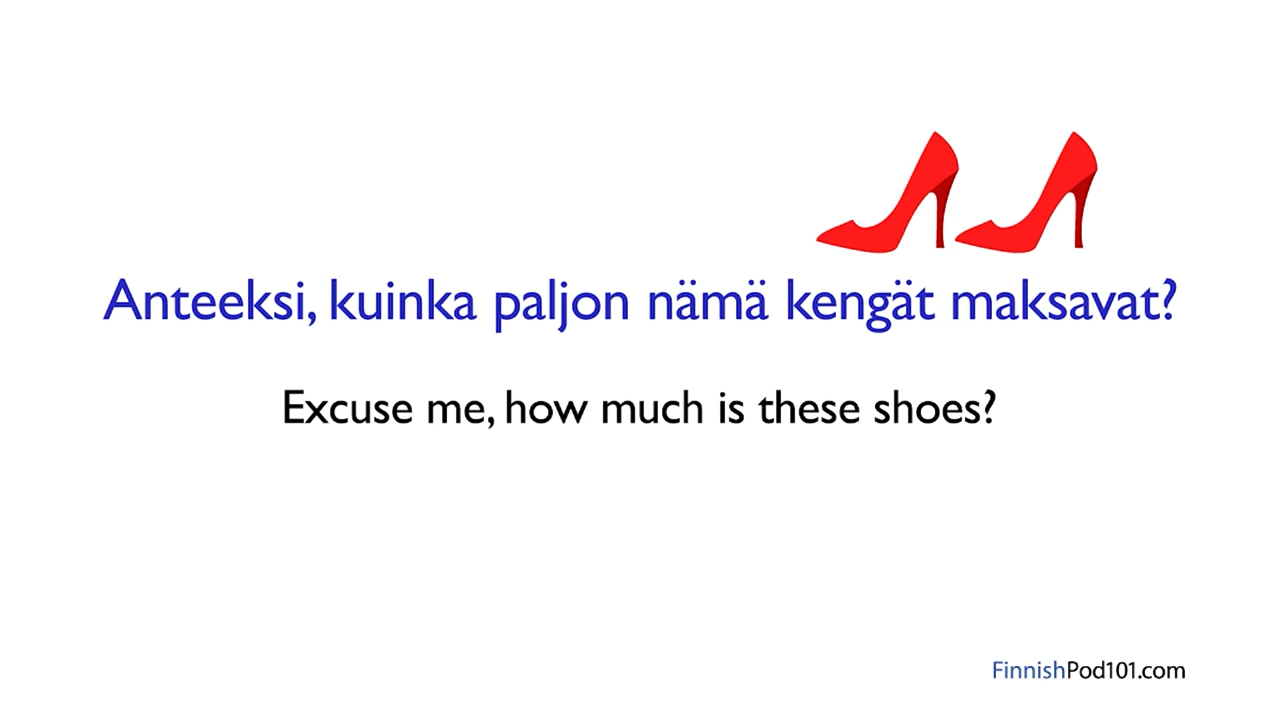 Anteeksi, kuinka paljon nämä kengät maksavat?
Excuse me, how much is these shoes?
FinnishPod101.com